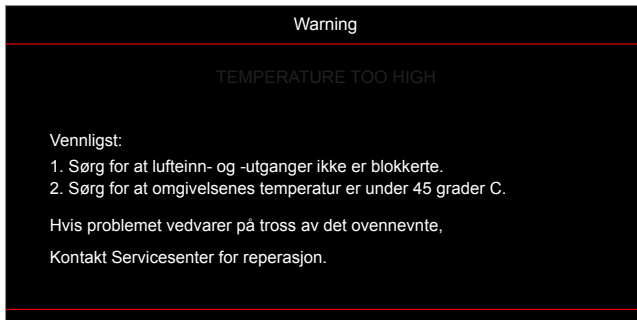 Warning
TEMPERATURE TOO HIGH
Vennligst:
1. Sørg for at lufteinn- og -utganger ikke er blokkerte.
2. Sørg for at omgivelsenes temperatur er under 45 grader C.
Hvis problemet vedvarer på tross av det ovennevnte,
Kontakt Servicesenter for reperasjon.